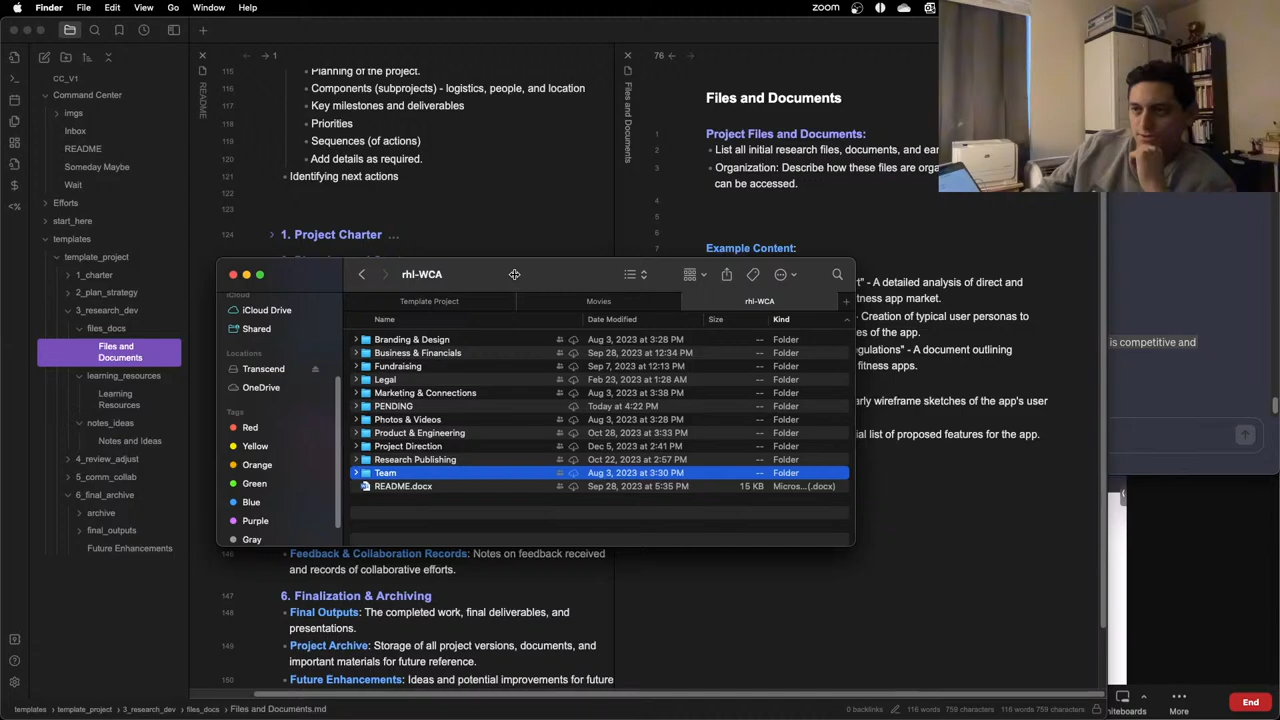 Finder File Edit View Go Window Help
zoom
CC_V1
Command Center
imgs
Inbox
README
Someday Maybe
Wait
Efforts
start_here
templates
template_project
1_charter
2_plan_strategy
3_research_dev
files_docs
Files and
Documents
learning_resources
Learning
Resources
notes_ideas
Notes and Ideas
4_review_adjust
5_comm_collab
6_final_archive
archive
final_outputs
Future Enhancements
1
README
115 Planning of the project.
116 Components (subprojects) - logistics, people, and location
117 Key milestones and deliverables
118 Priorities
119 Sequences (of actions)
120 Add details as required.
121 Identifying next actions
122
123
124 1. Project Charter ...
rhl-WCA
Template Project Movies rhl-WCA
iCloud
iCloud Drive
Shared
Locations
Transcend
OneDrive
Tags
Red
Yellow
Orange
Green
Blue
Purple
Gray
Name Date Modified Size Kind
Branding & Design Aug 3, 2023 at 3:28 PM -- Folder
Business & Financials Sep 28, 2023 at 12:34 PM -- Folder
Fundraising Sep 7, 2023 at 12:13 PM -- Folder
Legal Feb 23, 2023 at 1:28 AM -- Folder
Marketing & Connections Aug 3, 2023 at 3:38 PM -- Folder
PENDING Today at 4:22 PM -- Folder
Photos & Videos Aug 3, 2023 at 3:28 PM -- Folder
Product & Engineering Oct 28, 2023 at 3:33 PM -- Folder
Project Direction Dec 5, 2023 at 2:41 PM -- Folder
Research Publishing Oct 22, 2023 at 2:57 PM -- Folder
Team Aug 3, 2023 at 3:30 PM -- Folder
README.docx Sep 28, 2023 at 5:35 PM 15 KB Micros...(.docx)
Feedback & Collaboration Records: Notes on feedback received
and records of collaborative efforts.
147 6. Finalization & Archiving
148 Final Outputs: The completed work, final deliverables, and
presentations.
149 Project Archive: Storage of all project versions, documents, and
important materials for future reference.
150 Future Enhancements: Ideas and potential improvements for future
76
Files and Documents
Files and Documents
1 Project Files and Documents:
2 List all initial research files, documents, and ear
3 Organization: Describe how these files are orga
can be accessed.
4
5
6
7 Example Content:
" - A detailed analysis of direct and
tness app market.
- Creation of typical user personas to
es of the app.
egulations" - A document outlining
fitness apps.
arly wireframe sketches of the app's user
ial list of proposed features for the app.
is competitive and
templates > template_project > 3_research_dev > files_docs > Files and Documents.md
0 backlinks
116 words 759 characters 116 words 759 characters
iteboards
More
End